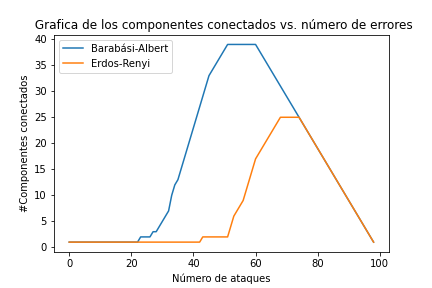 Grafica de los componentes conectados vs. número de errores
Barabási-Albert
Erdos-Renyi
#Componentes conectados
40
35
30
25
20
15
10
5
0
0 20 40 60 80 100
Número de ataques